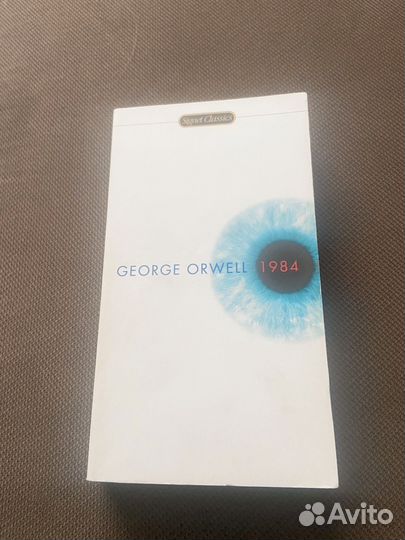 Signet Classics
GEORGE ORWELL 1984
Avito